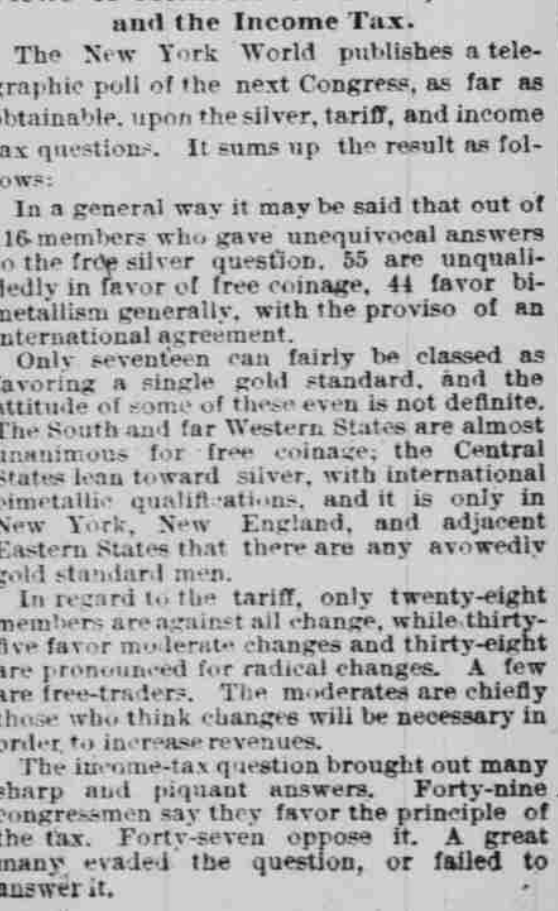 and the Income Tax.
The New York World publishes a tele-
graphic poll of the next Congress, as far as
obtainable, upon the silver, tariff, and income
tax questions. It sums up the result as fol-
lows:
In a general way it may be said that out of
116 members who gave unequivocal answers
to the free silver question, 55 are unquali-
fiedly in favor of free coinage, 44 favor bi-
metallism generally, with the proviso of an
international agreement.
Only seventeen can fairly be classed as
favoring a single gold standard, and the
attitude of some of these even is not definite.
The South and far Western States are almost
unanimous for free coinage; the Central
States lean toward silver, with international
bimetallic qualifications, and it is only in
New York, New England, and adjacent
Eastern States that there are any avowedly
gold standard men.
In regard to the tariff, only twenty-eight
members are against all change, while thirty-
five favor moderate changes and thirty-eight
are pronounced for radical changes. A few
are free-traders. The moderates are chiefly
those who think changes will be necessary in
order to increase revenues.
The income-tax question brought out many
sharp and piquant answers. Forty-nine
congressmen say they favor the principle of
the tax. Forty-seven oppose it. A great
many evaded the question, or failed to
answer it.